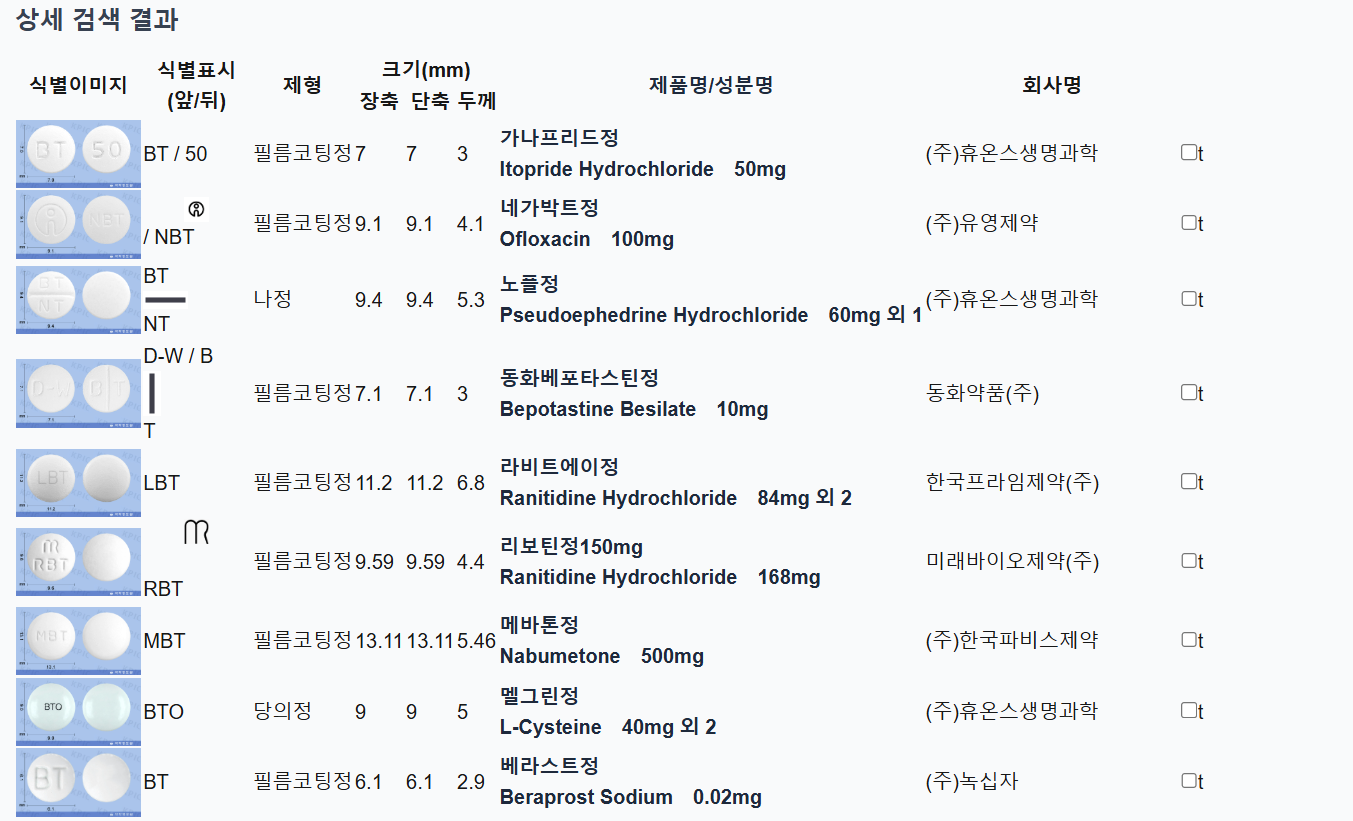 상세 검색 결과
식별이미지 식별표시 (앞/뒤) 제형 크기(mm) 장축 단축 두께 제품명/성분명 회사명
BT 50
BT / 50 필름코팅정 7 7 3 가나프리드정 (주)휴온스생명과학 t
Itopride Hydrochloride 50mg
NBT
/ NBT 필름코팅정 9.1 9.1 4.1 네가박트정 (주)유영제약 t
Ofloxacin 100mg
BT
NT
BT
NT 나정 9.4 9.4 5.3 노플정 (주)휴온스생명과학 t
Pseudoephedrine Hydrochloride 60mg 외 1
D-W B T
D-W / B
T 필름코팅정 7.1 7.1 3 동화베포타스틴정 동화약품(주) t
Bepotastine Besilate 10mg
LBT
LBT 필름코팅정 11.2 11.2 6.8 라비트에이정 한국프라임제약(주) t
Ranitidine Hydrochloride 84mg 외 2
RBT
RBT 필름코팅정 9.59 9.59 4.4 리보틴정150mg 미래바이오제약(주) t
Ranitidine Hydrochloride 168mg
MBT
MBT 필름코팅정 13.11 13.11 5.46 메바톤정 (주)한국파비스제약 t
Nabumetone 500mg
BTO
BTO 당의정 9 9 5 멜그린정 (주)휴온스생명과학 t
L-Cysteine 40mg 외 2
BT
BT 필름코팅정 6.1 6.1 2.9 베라스트정 (주)녹십자 t
Beraprost Sodium 0.02mg